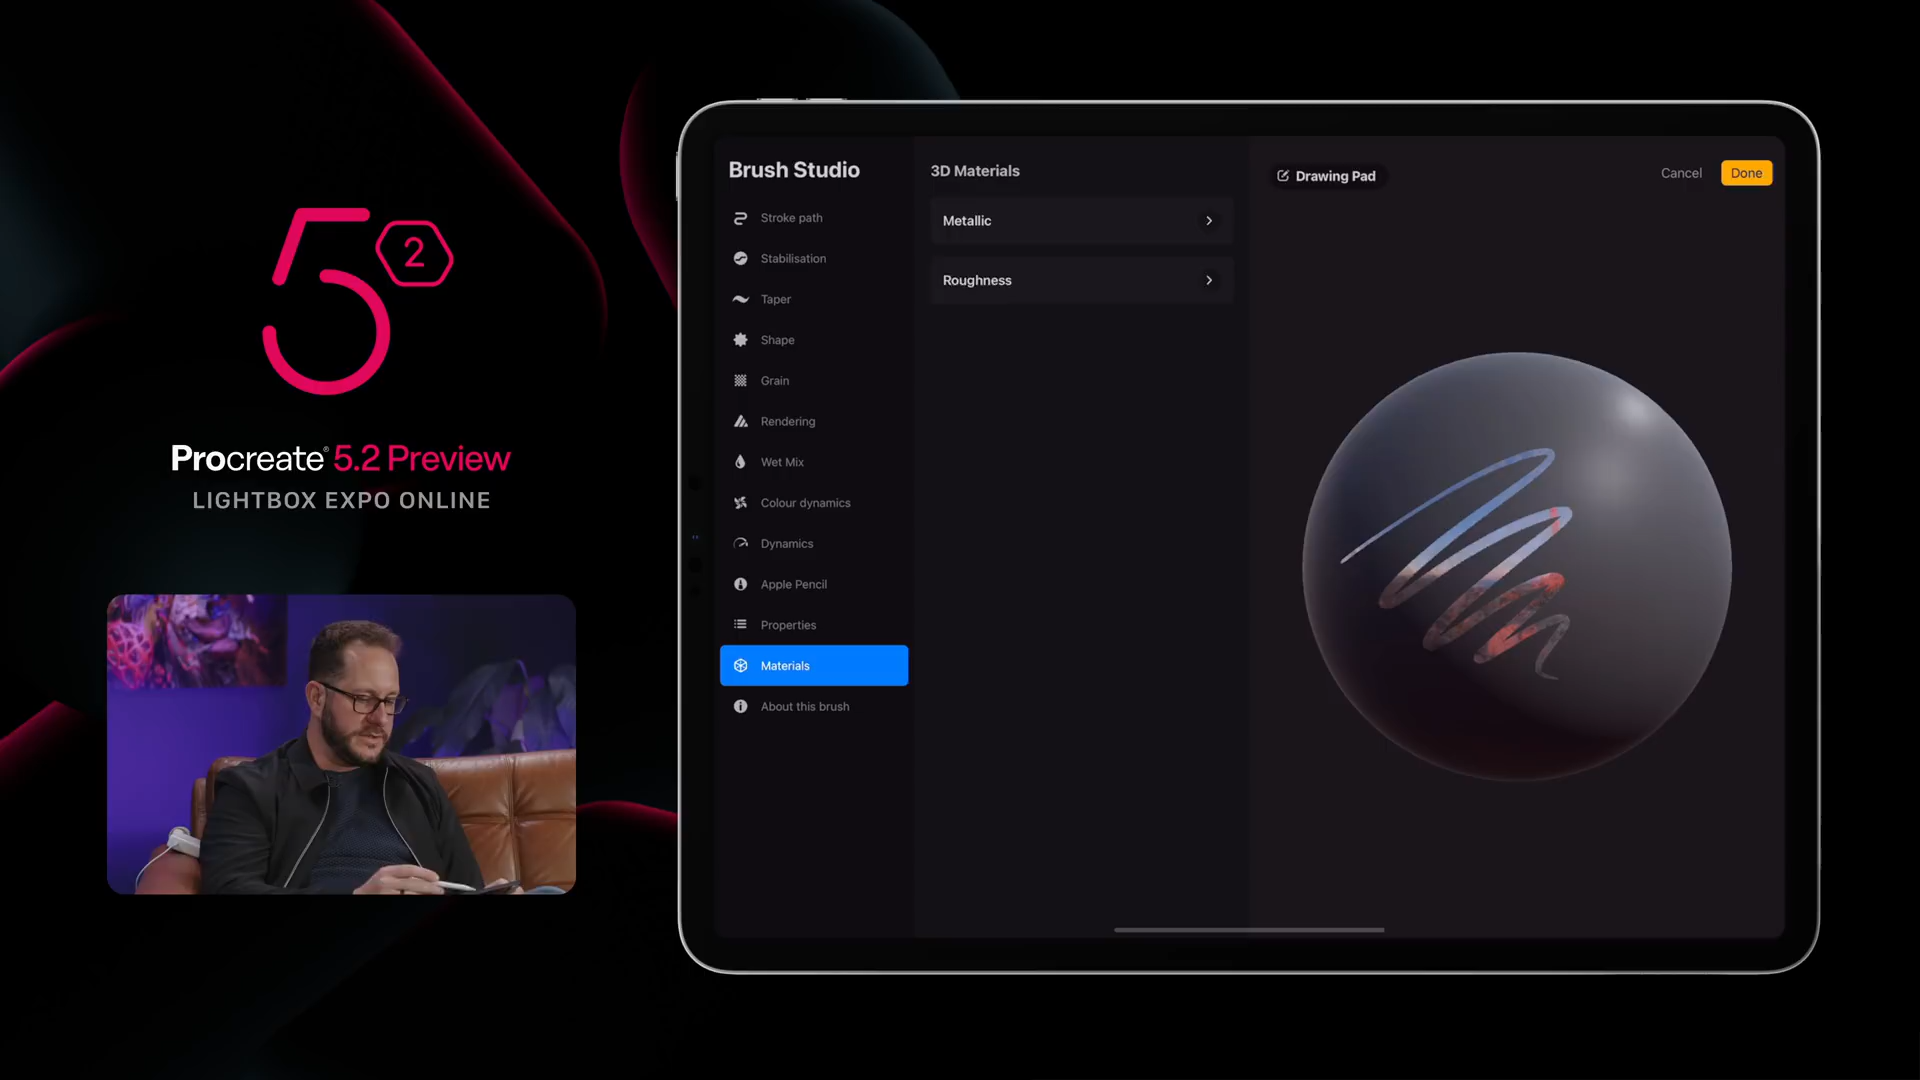 5 2
Procreate® 5.2 Preview
LIGHTBOX EXPO ONLINE
Brush Studio
Stroke path
Stabilisation
Taper
Shape
Grain
Rendering
Wet Mix
Colour dynamics
Dynamics
Apple Pencil
Properties
Materials
About this brush
3D Materials
Metallic
Roughness
Drawing Pad
Cancel
Done